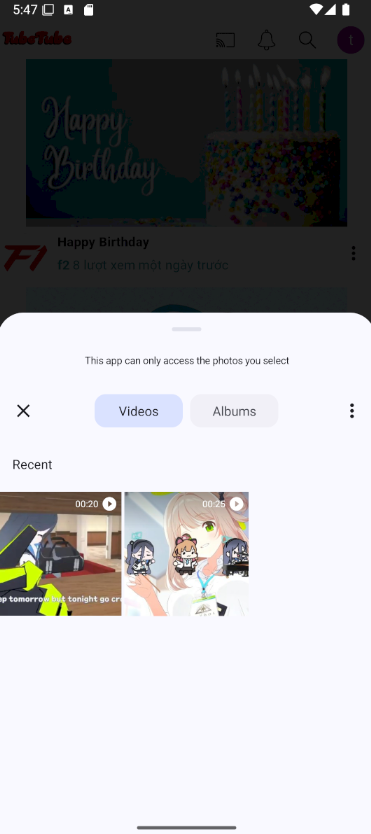 5:47
TubeTube
t
Happy
Birthday
Happy Birthday
f2 8 lượt xem một ngày trước
This app can only access the photos you select
Videos
Albums
Recent
00:20
00:25
ep tomorrow but tonight go cr